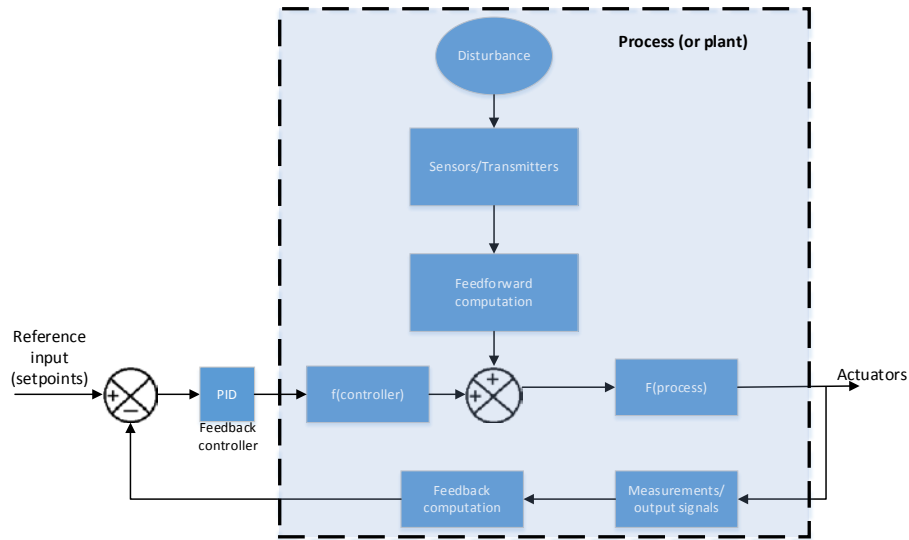 Process (or plant)
Disturbance
Sensors/Transmitters
Feedforward
computation
Reference
input
(setpoints)
+
−
PID
Feedback
controller
f(controller)
+
+
F(process)
Actuators
Feedback
computation
Measurements/
output signals